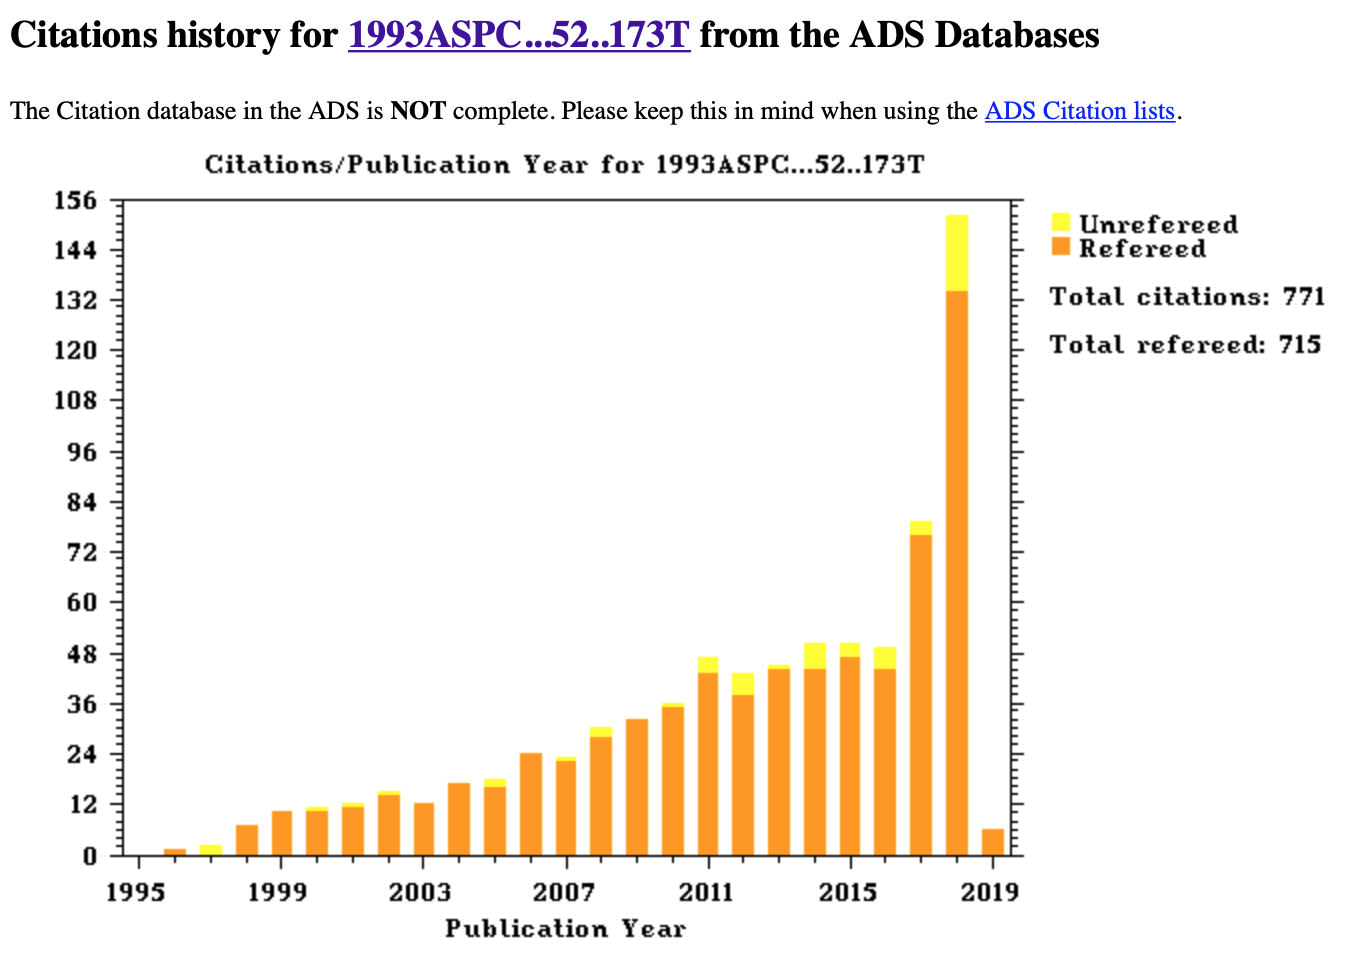 Citations history for 1993ASPC...52..173T from the ADS Databases
The Citation database in the ADS is NOT complete. Please keep this in mind when using the ADS Citation lists.
Citations/Publication Year for 1993ASPC...52..173T
156
144
132
120
108
96
84
72
60
48
36
24
12
0
1995 1999 2003 2007 2011 2015 2019
Publication Year
Unrefereed
Refereed
Total citations: 771
Total refereed: 715